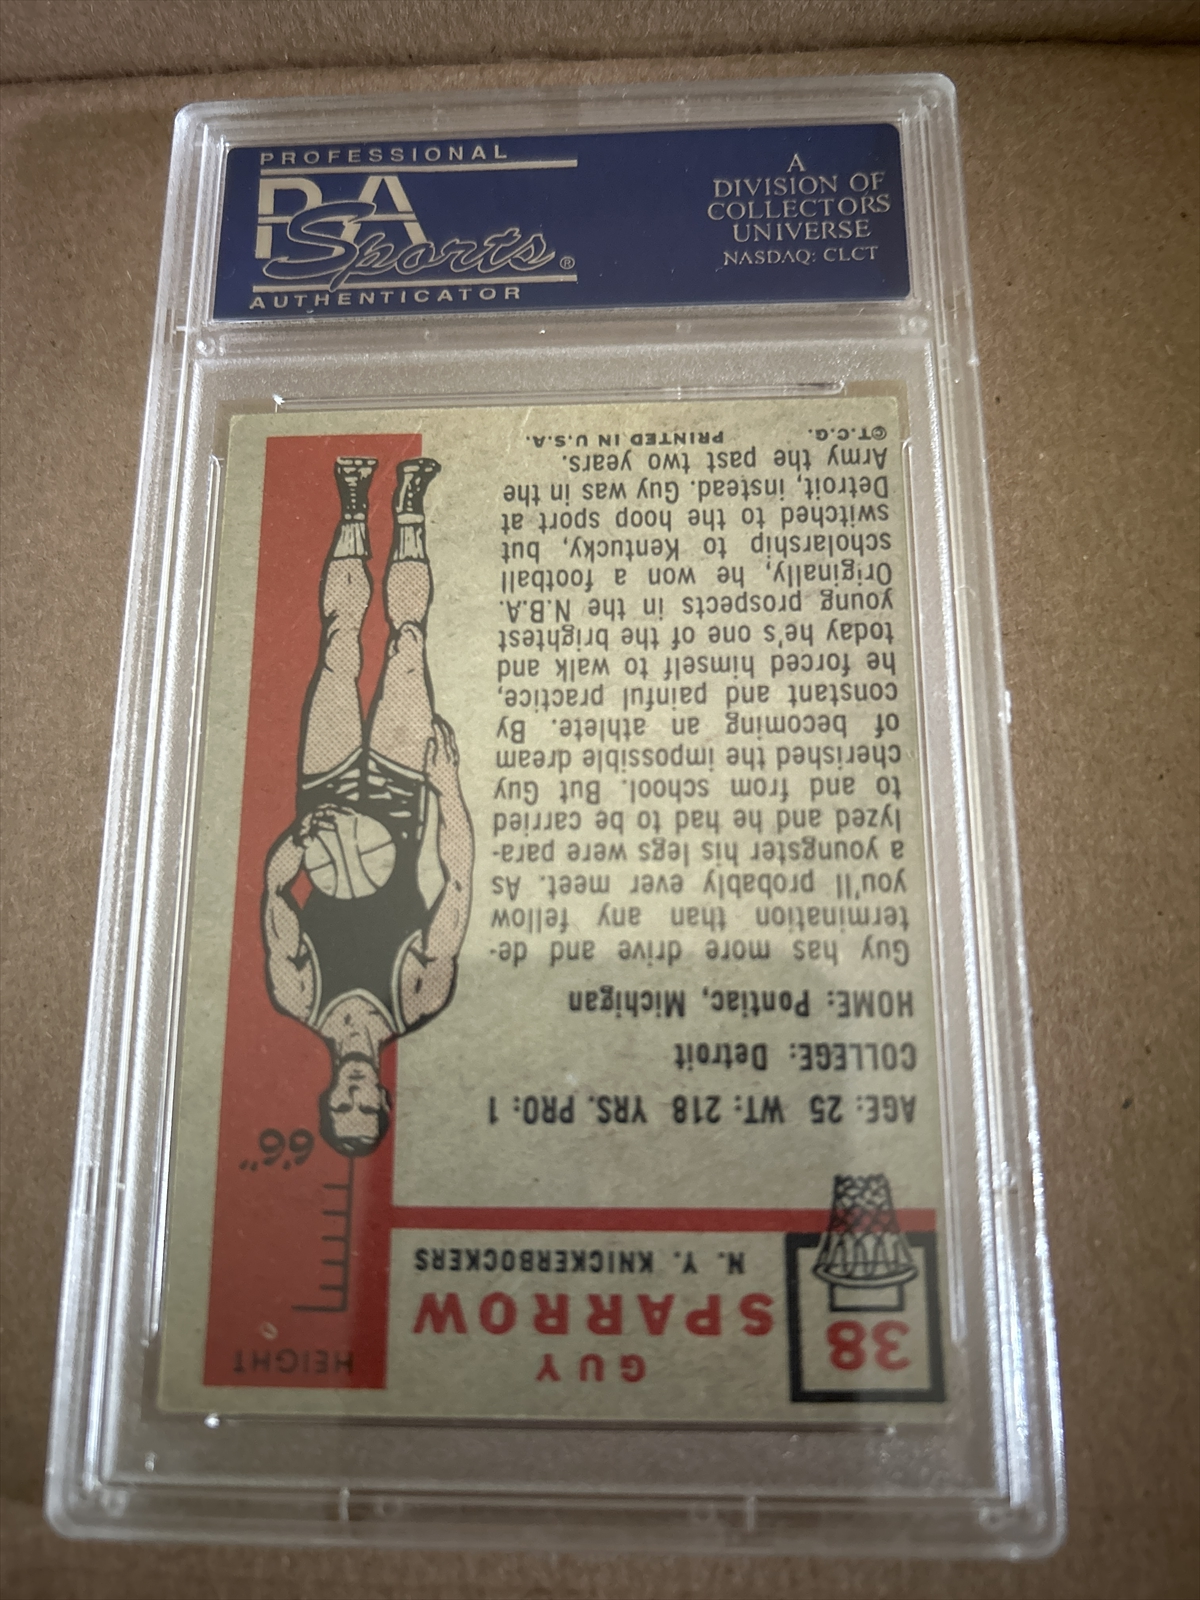 PROFESSIONAL
PSA
Sports®
AUTHENTICATOR
A
DIVISION OF
COLLECTORS
UNIVERSE
NASDAQ: CLCT
38
GUY
SPARROW
N. Y. KNICKERBOCKERS
HEIGHT
6'6"
AGE: 25 WT: 218 YRS. PRO: 1
COLLEGE: Detroit
HOME: Pontiac, Michigan
Guy has more drive and de-
termination than any fellow
you'll probably ever meet. As
a youngster his legs were para-
lyzed and he had to be carried
to and from school. But Guy
cherished the impossible dream
of becoming an athlete. By
constant and painful practice,
he forced himself to walk and
today he's one of the brightest
young prospects in the N.B.A.
Originally, he won a football
scholarship to Kentucky, but
switched to the hoop sport at
Detroit, instead. Guy was in the
Army the past two years.
©T.C.G. PRINTED IN U.S.A.